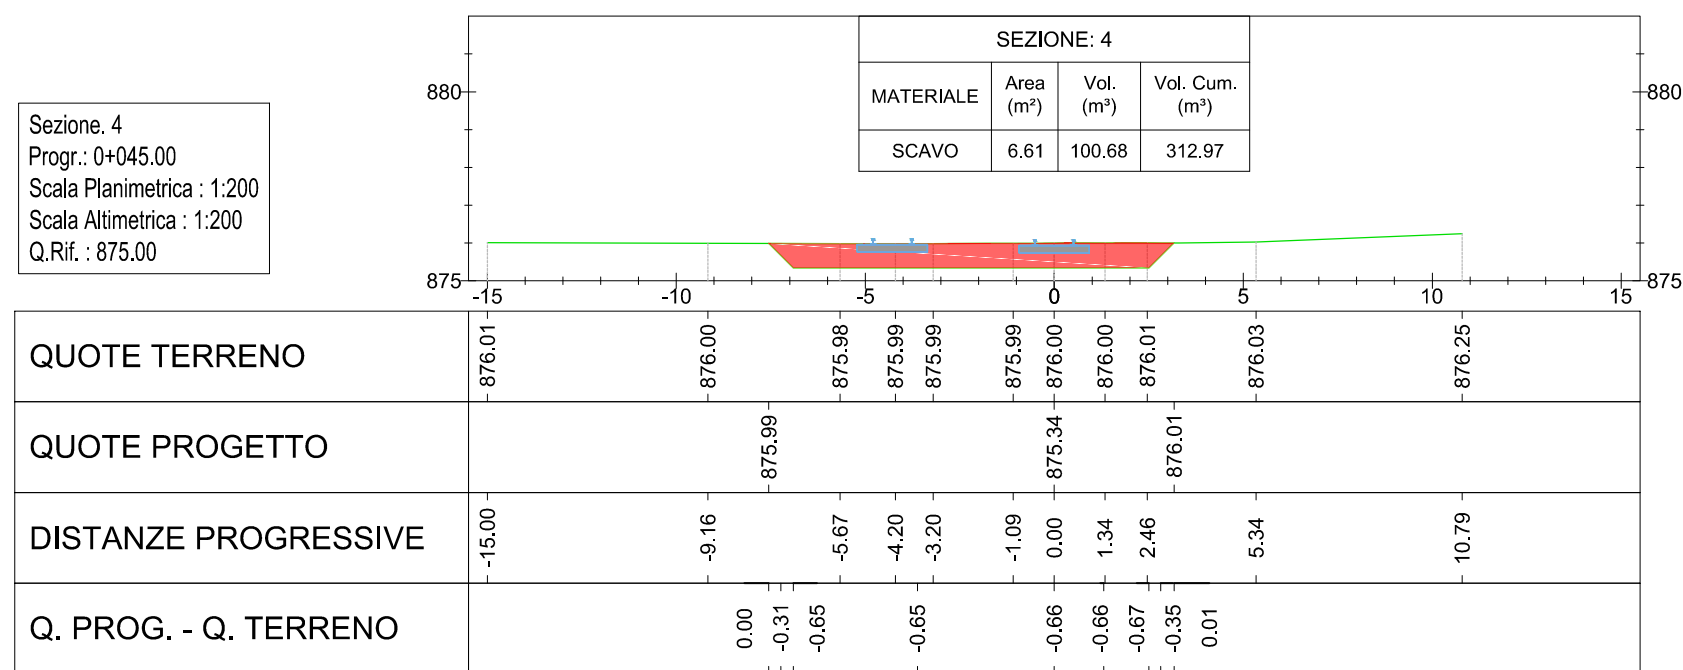 SEZIONE: 4
MATERIALE Area (m²) Vol. (m³) Vol. Cum. (m³)
SCAVO 6.61 100.68 312.97
Sezione. 4
Progr.: 0+045.00
Scala Planimetrica : 1:200
Scala Altimetrica : 1:200
Q.Rif. : 875.00
880 880
875 875
-15 -10 -5 0 5 10 15
QUOTE TERRENO 876.01 876.00 875.98 875.99 875.99 875.99 876.00 876.00 876.01 876.03 876.25
QUOTE PROGETTO 875.99 875.34 876.01
DISTANZE PROGRESSIVE -15.00 -9.16 -5.67 -4.20 -3.20 -1.09 0.00 1.34 2.46 5.34 10.79
Q. PROG. - Q. TERRENO 0.00 -0.31 -0.65 -0.65 -0.66 -0.66 -0.67 -0.35 0.01